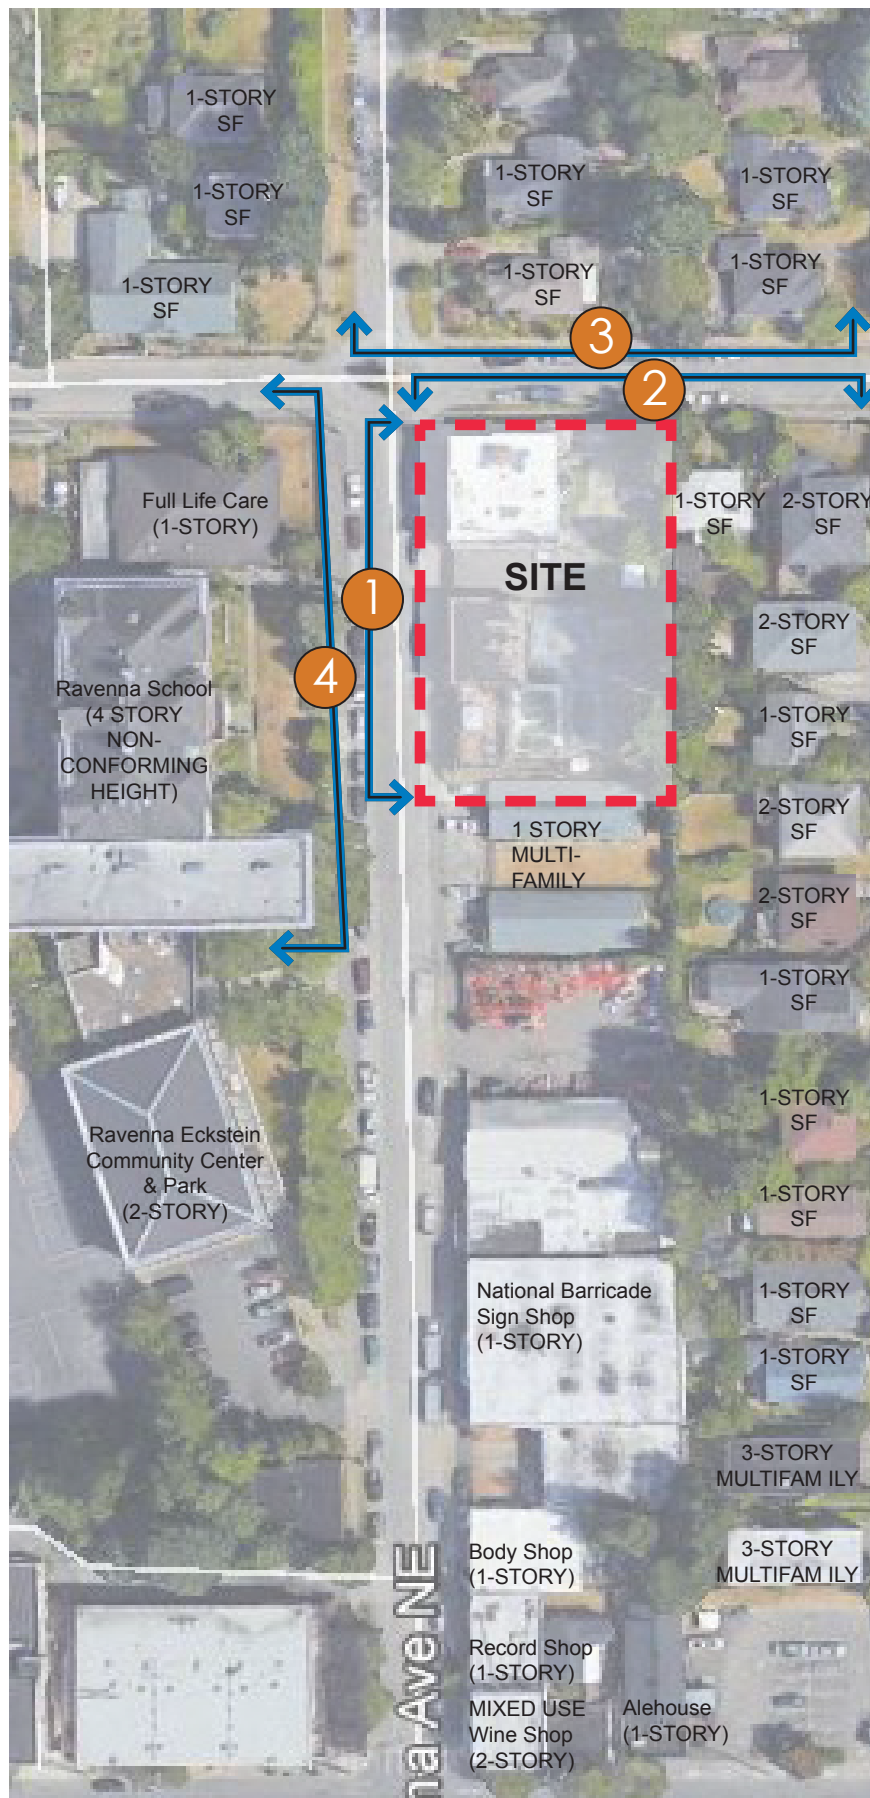 1-STORY
SF
1-STORY
SF
1-STORY
SF
1-STORY
SF
1-STORY
SF
1-STORY
SF
1-STORY
SF
3
2
Full Life Care
(1-STORY)
1-STORY
SF
2-STORY
SF
SITE
1
4
2-STORY
SF
Ravenna School
(4 STORY
NON-
CONFORMING
HEIGHT)
1-STORY
SF
1 STORY
MULTI-
FAMILY
2-STORY
SF
2-STORY
SF
1-STORY
SF
1-STORY
SF
Ravenna Eckstein
Community Center
& Park
(2-STORY)
1-STORY
SF
National Barricade
Sign Shop
(1-STORY)
1-STORY
SF
1-STORY
SF
3-STORY
MULTIFAM ILY
Body Shop
(1-STORY)
3-STORY
MULTIFAM ILY
na Ave NE
Record Shop
(1-STORY)
MIXED USE
Wine Shop
(2-STORY)
Alehouse
(1-STORY)